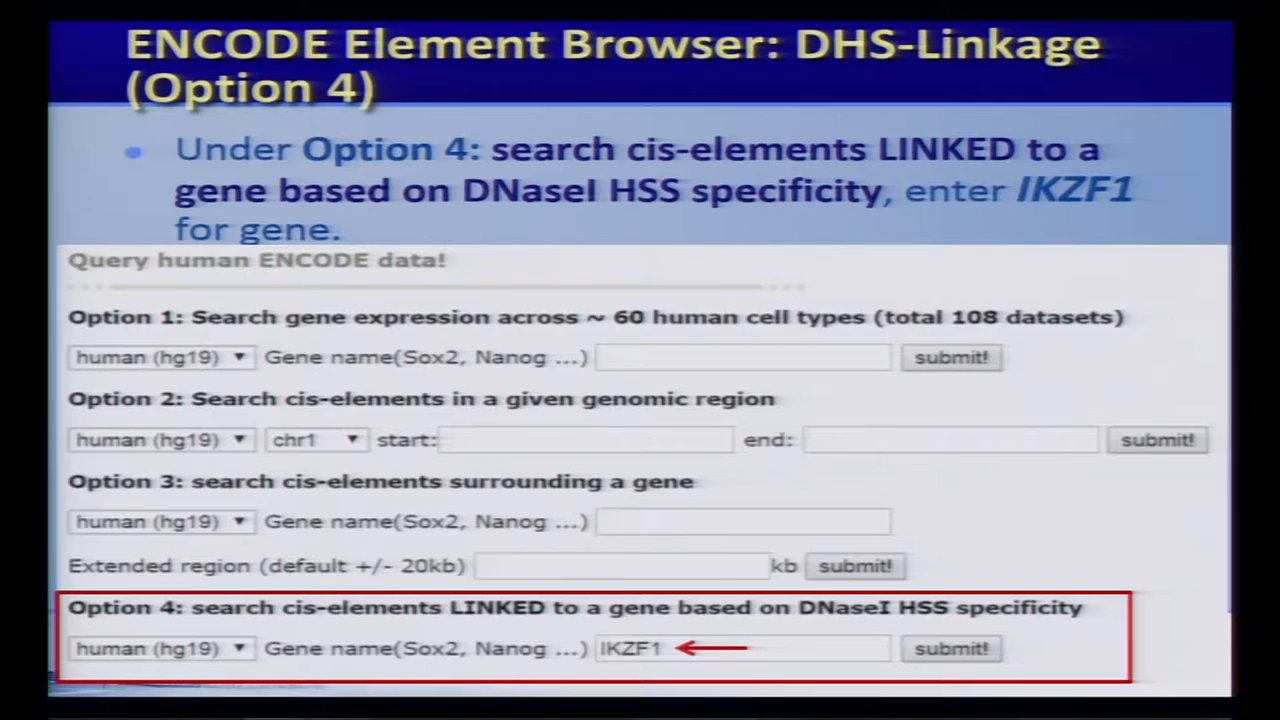 ENCODE Element Browser: DHS-Linkage
(Option 4)
• Under Option 4: search cis-elements LINKED to a
gene based on DNaseI HSS specificity, enter IKZF1
for gene.
Query human ENCODE data!
Option 1: Search gene expression across ~ 60 human cell types (total 108 datasets)
human (hg19) ▼ Gene name(Sox2, Nanog ...) submit!
Option 2: Search cis-elements in a given genomic region
human (hg19) ▼ chr1 ▼ start: end: submit!
Option 3: search cis-elements surrounding a gene
human (hg19) ▼ Gene name(Sox2, Nanog ...)
Extended region (default +/- 20kb) kb submit!
Option 4: search cis-elements LINKED to a gene based on DNaseI HSS specificity
human (hg19) ▼ Gene name(Sox2, Nanog ...) IKZF1 submit!